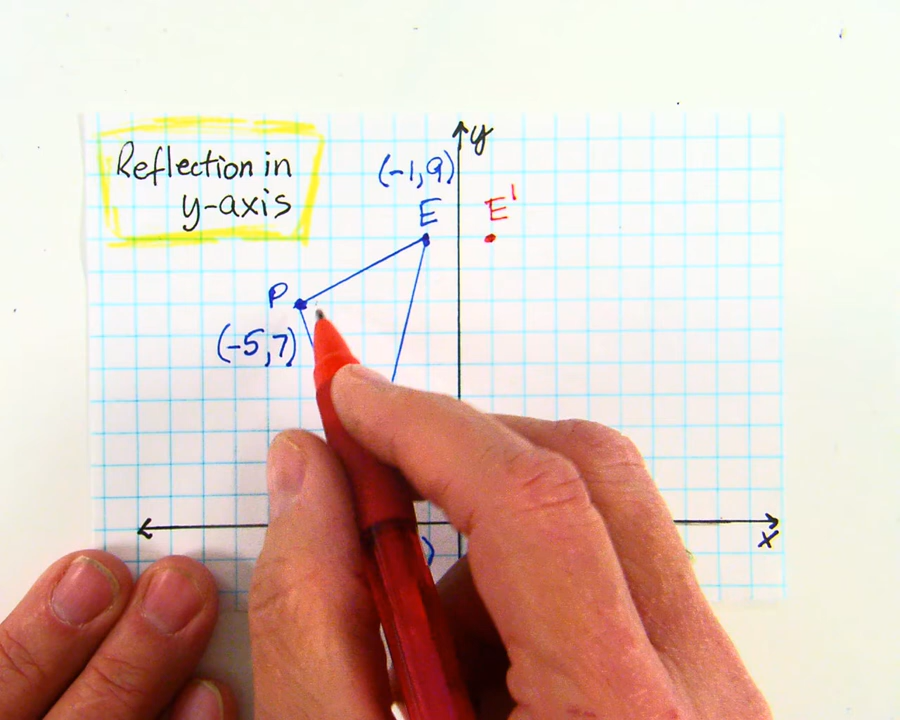 Reflection in
y-axis
y
(-1,9)
E
E'
P
(-5,7)
x
)